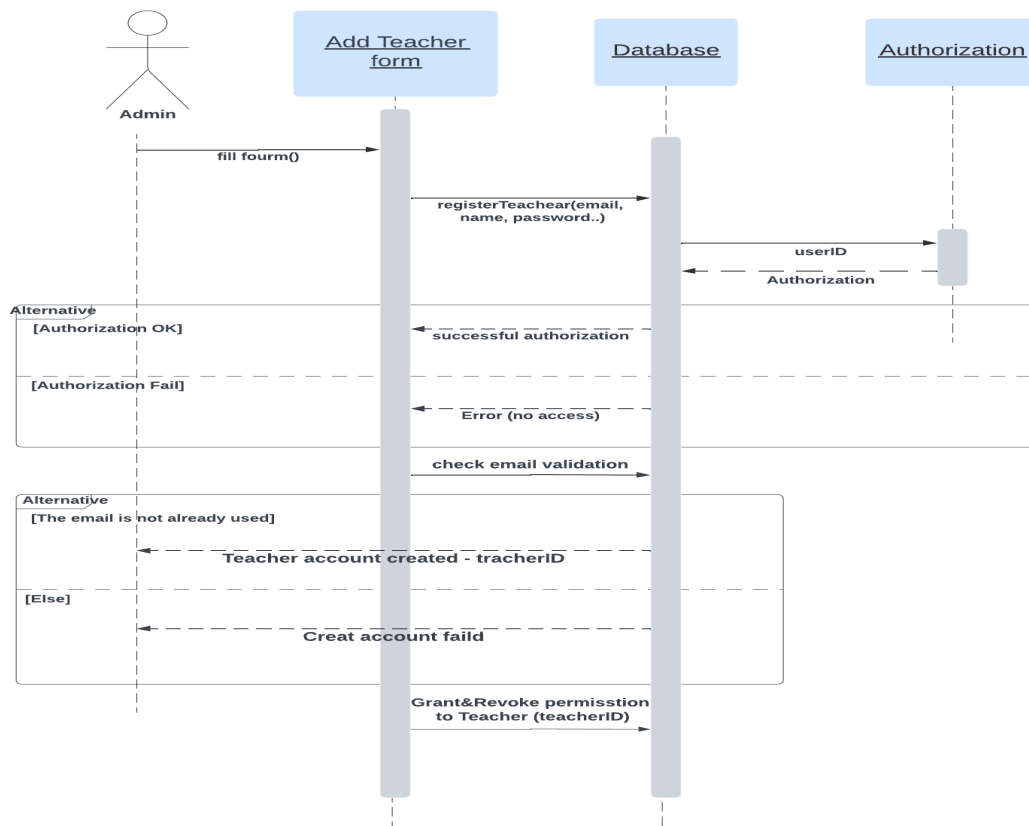 Add Teacher
form
Database
Authorization
Admin
fill fourm()
registerTeachear(email,
name, password..)
userID
Authorization
Alternative
[Authorization OK]
successful authorization
[Authorization Fail]
Error (no access)
check email validation
Alternative
[The email is not already used]
Teacher account created - tracherID
[Else]
Creat account faild
Grant&Revoke permisstion
to Teacher (teacherID)